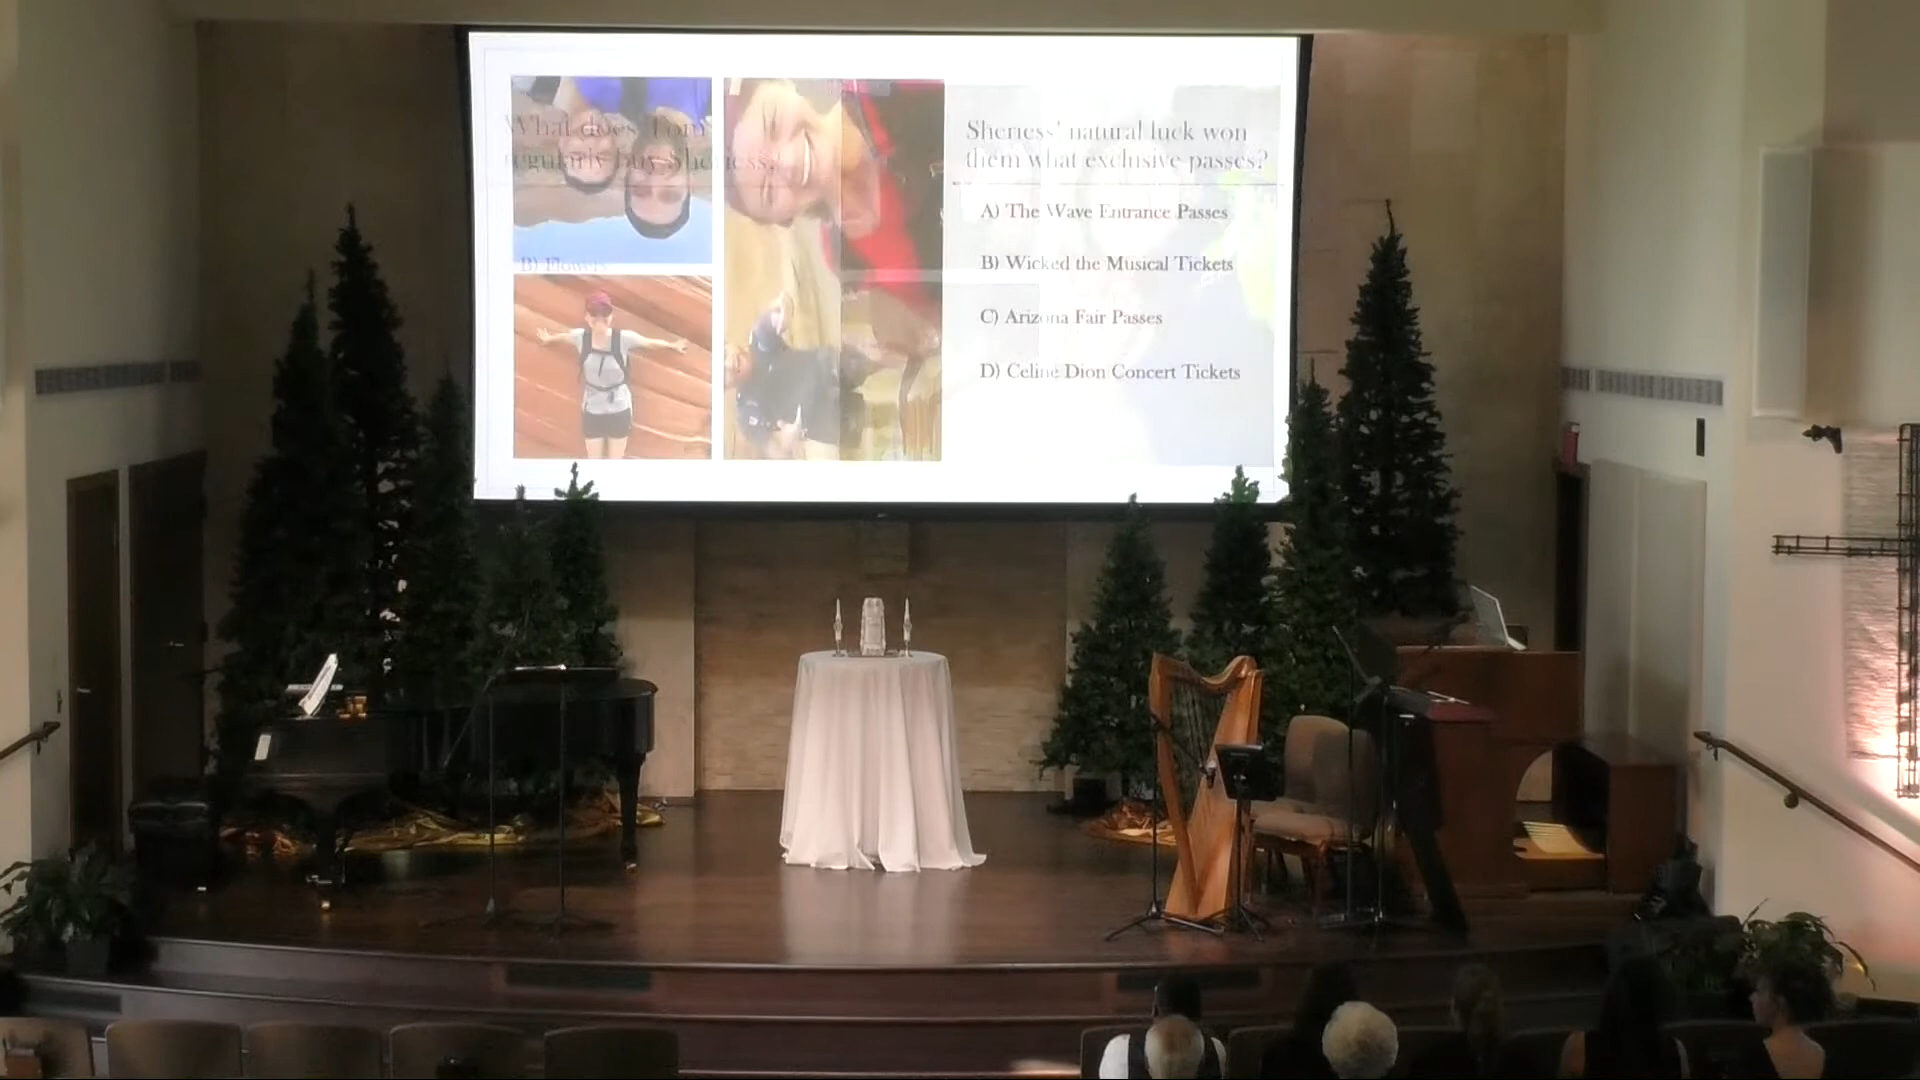 What does Tom
regularly buy Sheriess?
B) Flowers
Sheriess' natural luck won
them what exclusive passes?
A) The Wave Entrance Passes
B) Wicked the Musical Tickets
C) Arizona Fair Passes
D) Celine Dion Concert Tickets